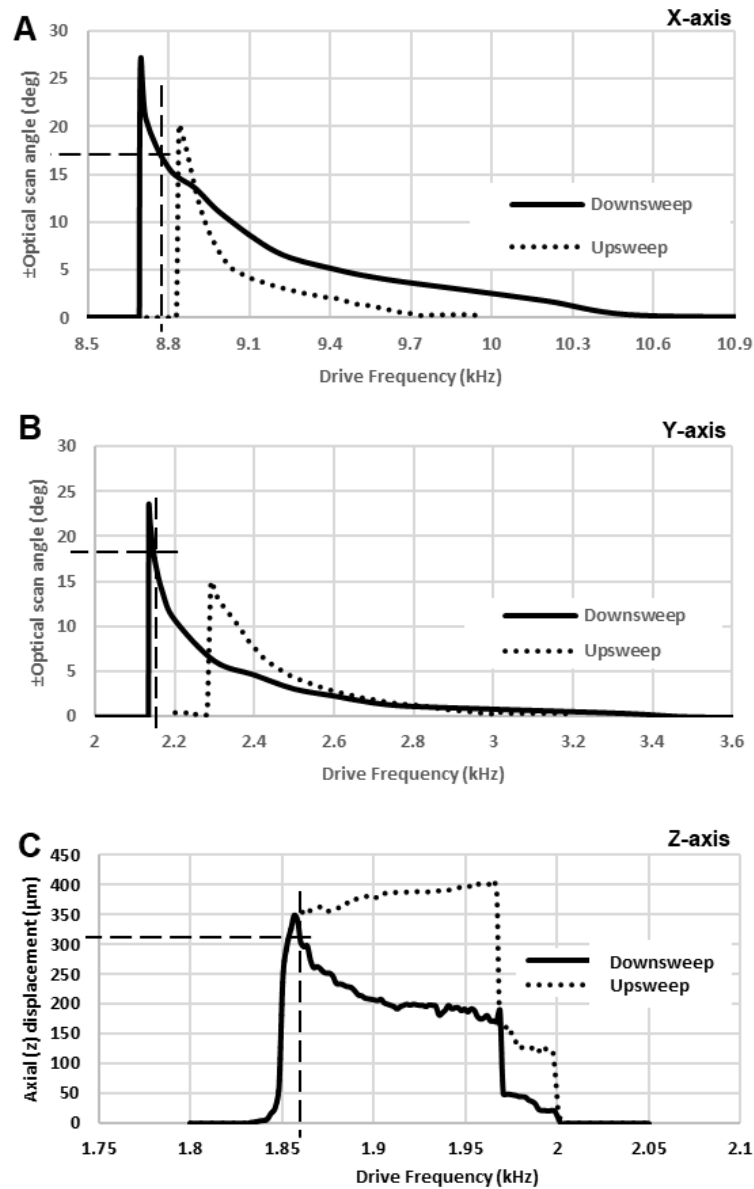 A
X-axis
30
25
20
15
10
5
0
±Optical scan angle (deg)
Downsweep
Upsweep
8.5 8.8 9.1 9.4 9.7 10 10.3 10.6 10.9
Drive Frequency (kHz)
B
Y-axis
30
25
20
15
10
5
0
±Optical scan angle (deg)
Downsweep
Upsweep
2 2.2 2.4 2.6 2.8 3 3.2 3.4 3.6
Drive Frequency (kHz)
C
Z-axis
450
400
350
300
250
200
150
100
50
0
Axial (z) displacement (μm)
Downsweep
Upsweep
1.75 1.8 1.85 1.9 1.95 2 2.05 2.1
Drive Frequency (kHz)